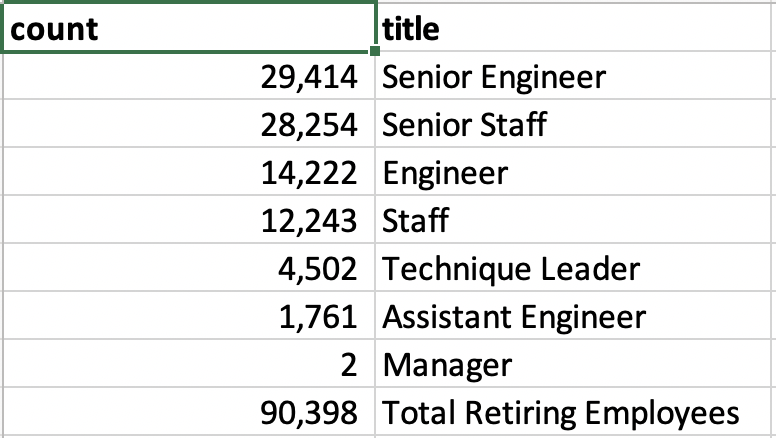 count title
29,414 Senior Engineer
28,254 Senior Staff
14,222 Engineer
12,243 Staff
4,502 Technique Leader
1,761 Assistant Engineer
2 Manager
90,398 Total Retiring Employees